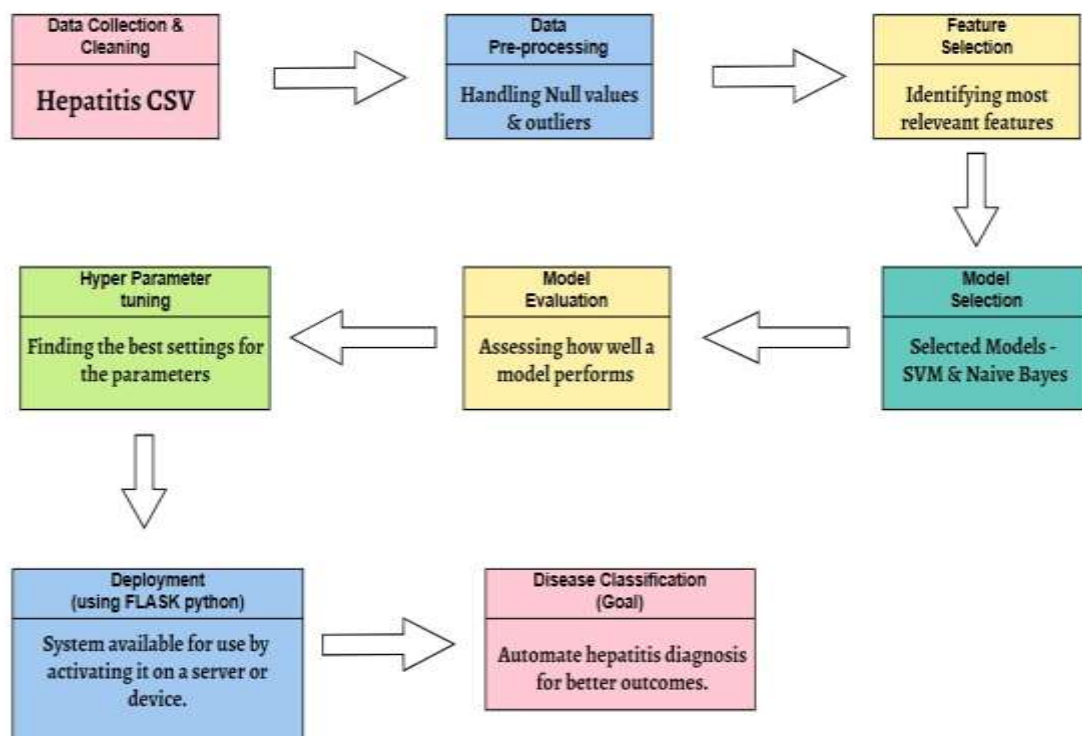 Data Collection &
Cleaning
Hepatitis CSV
Data
Pre-processing
Handling Null values
& outliers
Feature
Selection
Identifying most
releveant features
Hyper Parameter
tuning
Finding the best settings for
the parameters
Model
Evaluation
Assessing how well a
model performs
Model
Selection
Selected Models -
SVM & Naive Bayes
Deployment
(using FLASK python)
System available for use by
activating it on a server or
device.
Disease Classification
(Goal)
Automate hepatitis diagnosis
for better outcomes.